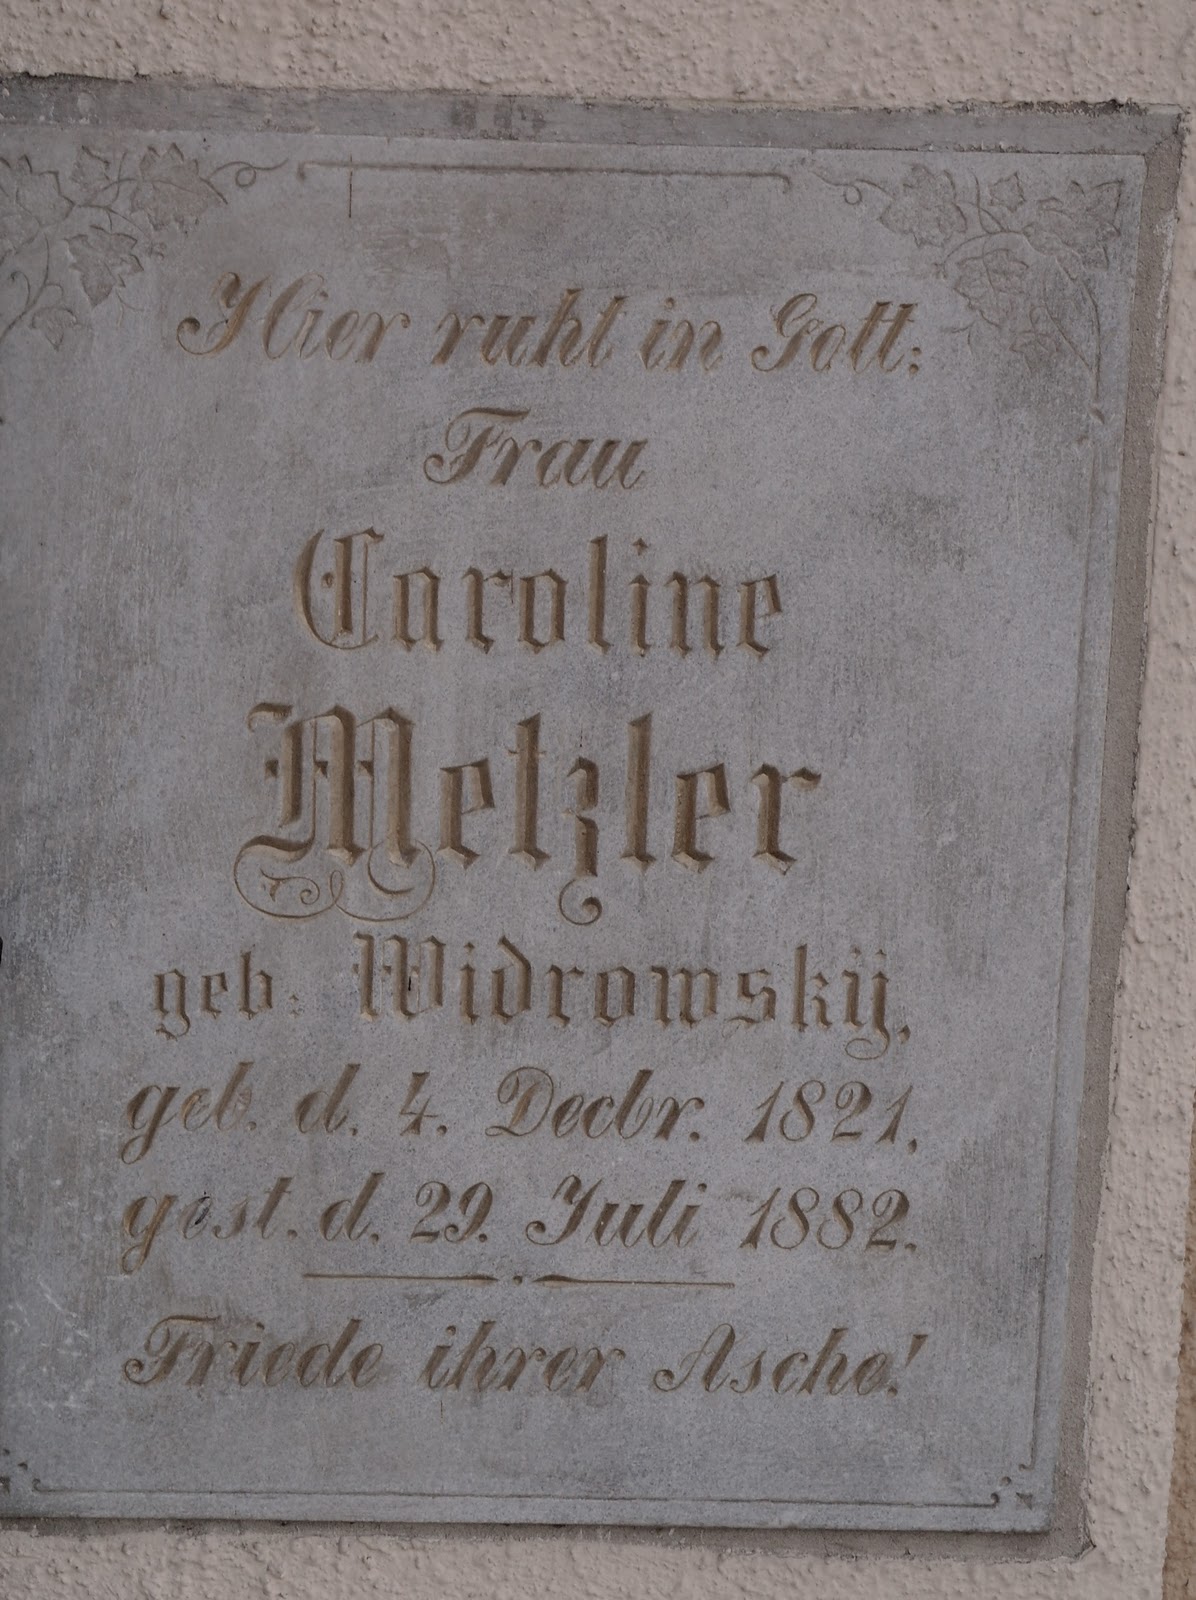 Hier ruht in Gott:
Frau
Caroline
Metzler
geb. Widrowskÿ,
geb. d. 4. Decbr. 1821,
gest. d. 29. Juli 1882.
Friede ihrer Asche!